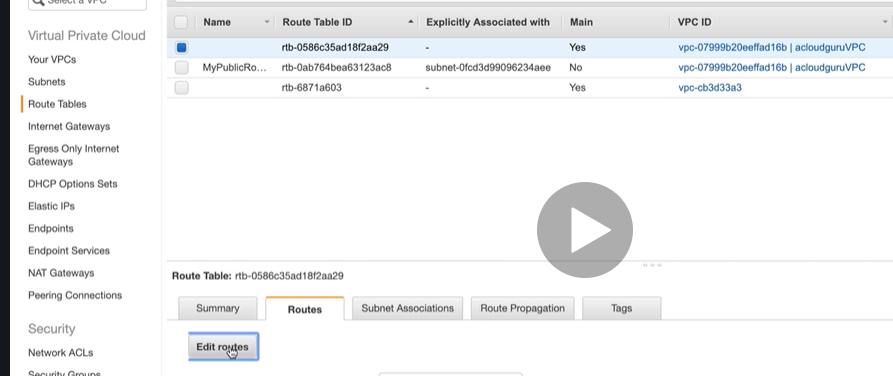 Select a VPC
Virtual Private Cloud
Your VPCs
Subnets
Route Tables
Internet Gateways
Egress Only Internet
Gateways
DHCP Options Sets
Elastic IPs
Endpoints
Endpoint Services
NAT Gateways
Peering Connections
Security
Network ACLs
Security Groups
Name Route Table ID Explicitly Associated with Main VPC ID
rtb-0586c35ad18f2aa29 - Yes vpc-07999b20eeffad16b | acloudguruVPC
MyPublicRo... rtb-0ab764bea63123ac8 subnet-0fcd3d99096234aee No vpc-07999b20eeffad16b | acloudguruVPC
rtb-6871a603 - Yes vpc-cb3d33a3
Route Table: rtb-0586c35ad18f2aa29
Summary Routes Subnet Associations Route Propagation Tags
Edit routes